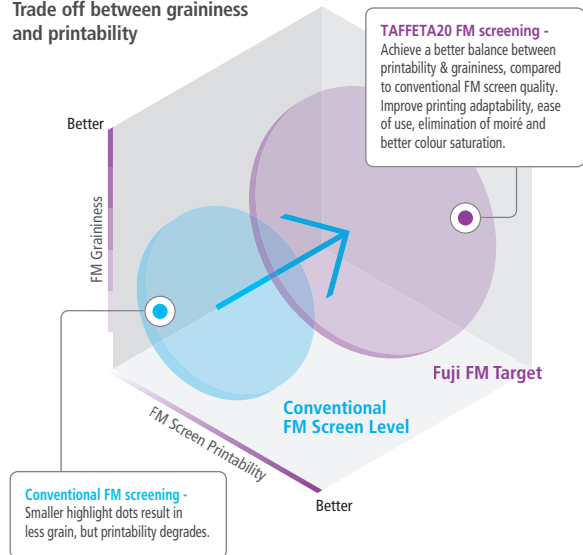 Trade off between graininess
and printability
TAFFETA20 FM screening -
Achieve a better balance between
printability & graininess, compared
to conventional FM screen quality.
Improve printing adaptability, ease
of use, elimination of moiré and
better colour saturation.
Better
FM Graininess
Fuji FM Target
Conventional
FM Screen Level
FM Screen Printability
Better
Conventional FM screening -
Smaller highlight dots result in
less grain, but printability degrades.